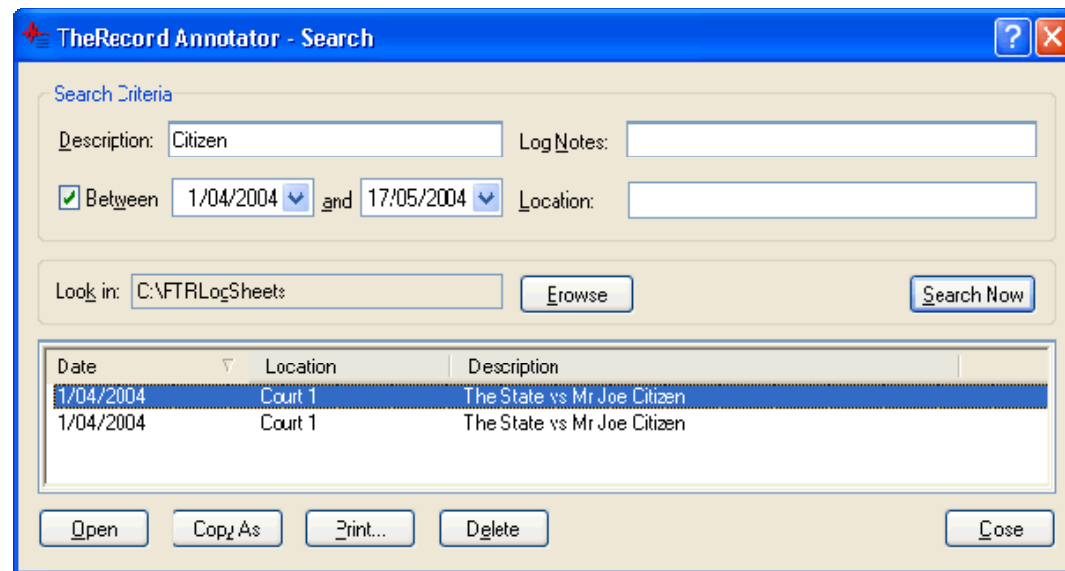 TheRecord Annotator - Search
Search Criteria
Description: Citizen Log Notes:
Between 1/04/2004 and 17/05/2004 Location:
Look in: C:\FTRLogSheets Browse Search Now
Date Location Description
1/04/2004 Court 1 The State vs Mr Joe Citizen
1/04/2004 Court 1 The State vs Mr Joe Citizen
Open Copy As Print... Delete Close